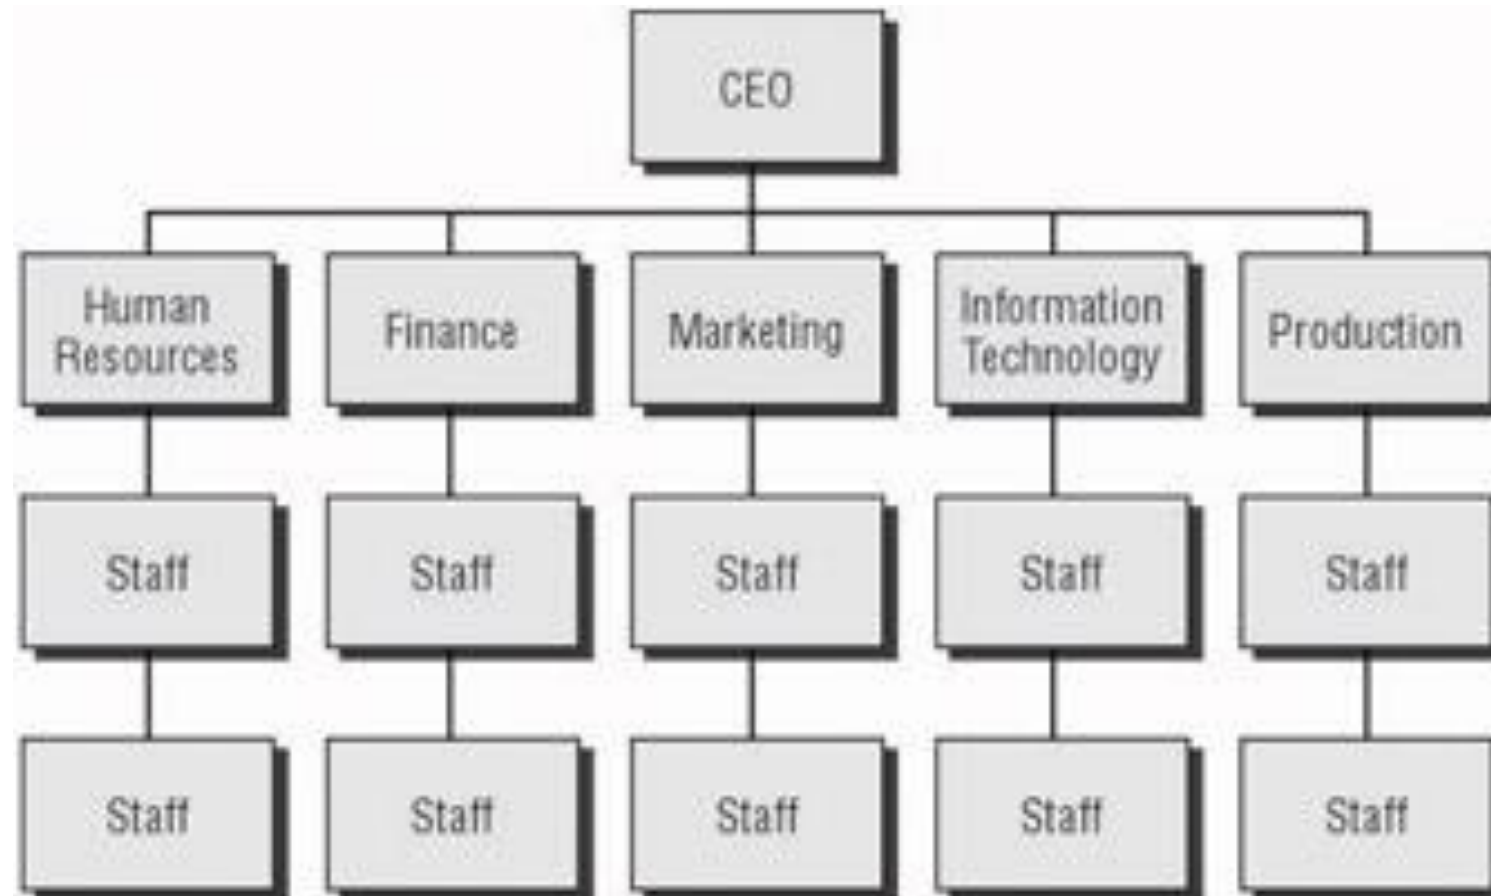 CEO
Human
Resources
Finance
Marketing
Information
Technology
Production
Staff
Staff
Staff
Staff
Staff
Staff
Staff
Staff
Staff
Staff